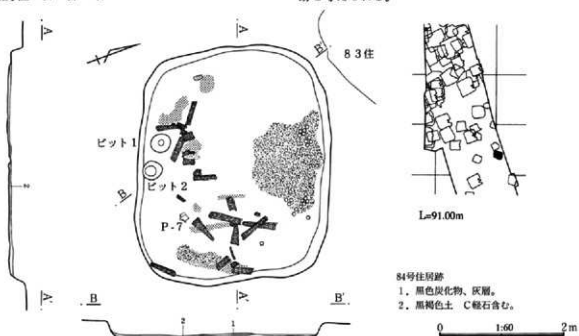 A
A
B'
83住
ピット1
ピット2
B
P-7
L=91.00m
84号住居跡
1. 黒色炭化物、灰層。
2. 黒褐色土 C軽石含む。
A'
B
A'
B'
2
2
1
0 1:60 2m